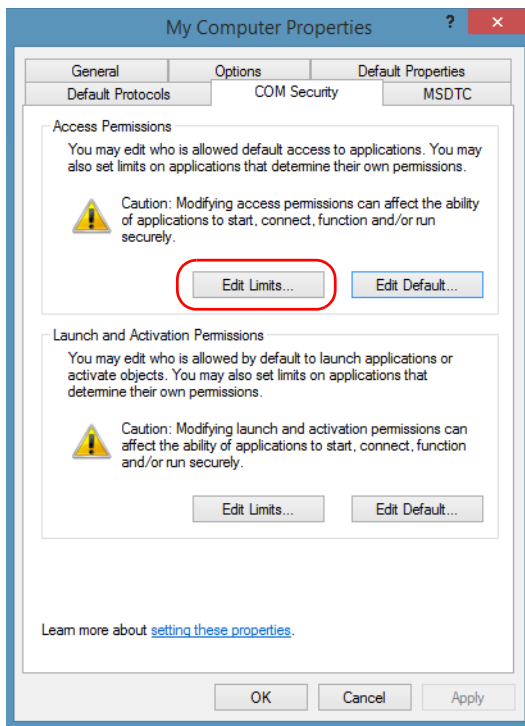 My Computer Properties
?
×
General
Options
Default Properties
Default Protocols
COM Security
MSDTC
Access Permissions
You may edit who is allowed default access to applications. You may
also set limits on applications that determine their own permissions.
Caution: Modifying access permissions can affect the ability
of applications to start, connect, function and/or run
securely.
Edit Limits...
Edit Default...
Launch and Activation Permissions
You may edit who is allowed by default to launch applications or
activate objects. You may also set limits on applications that
determine their own permissions.
Caution: Modifying launch and activation permissions can
affect the ability of applications to start, connect, function
and/or run securely.
Edit Limits...
Edit Default...
Learn more about setting these properties.
OK
Cancel
Apply